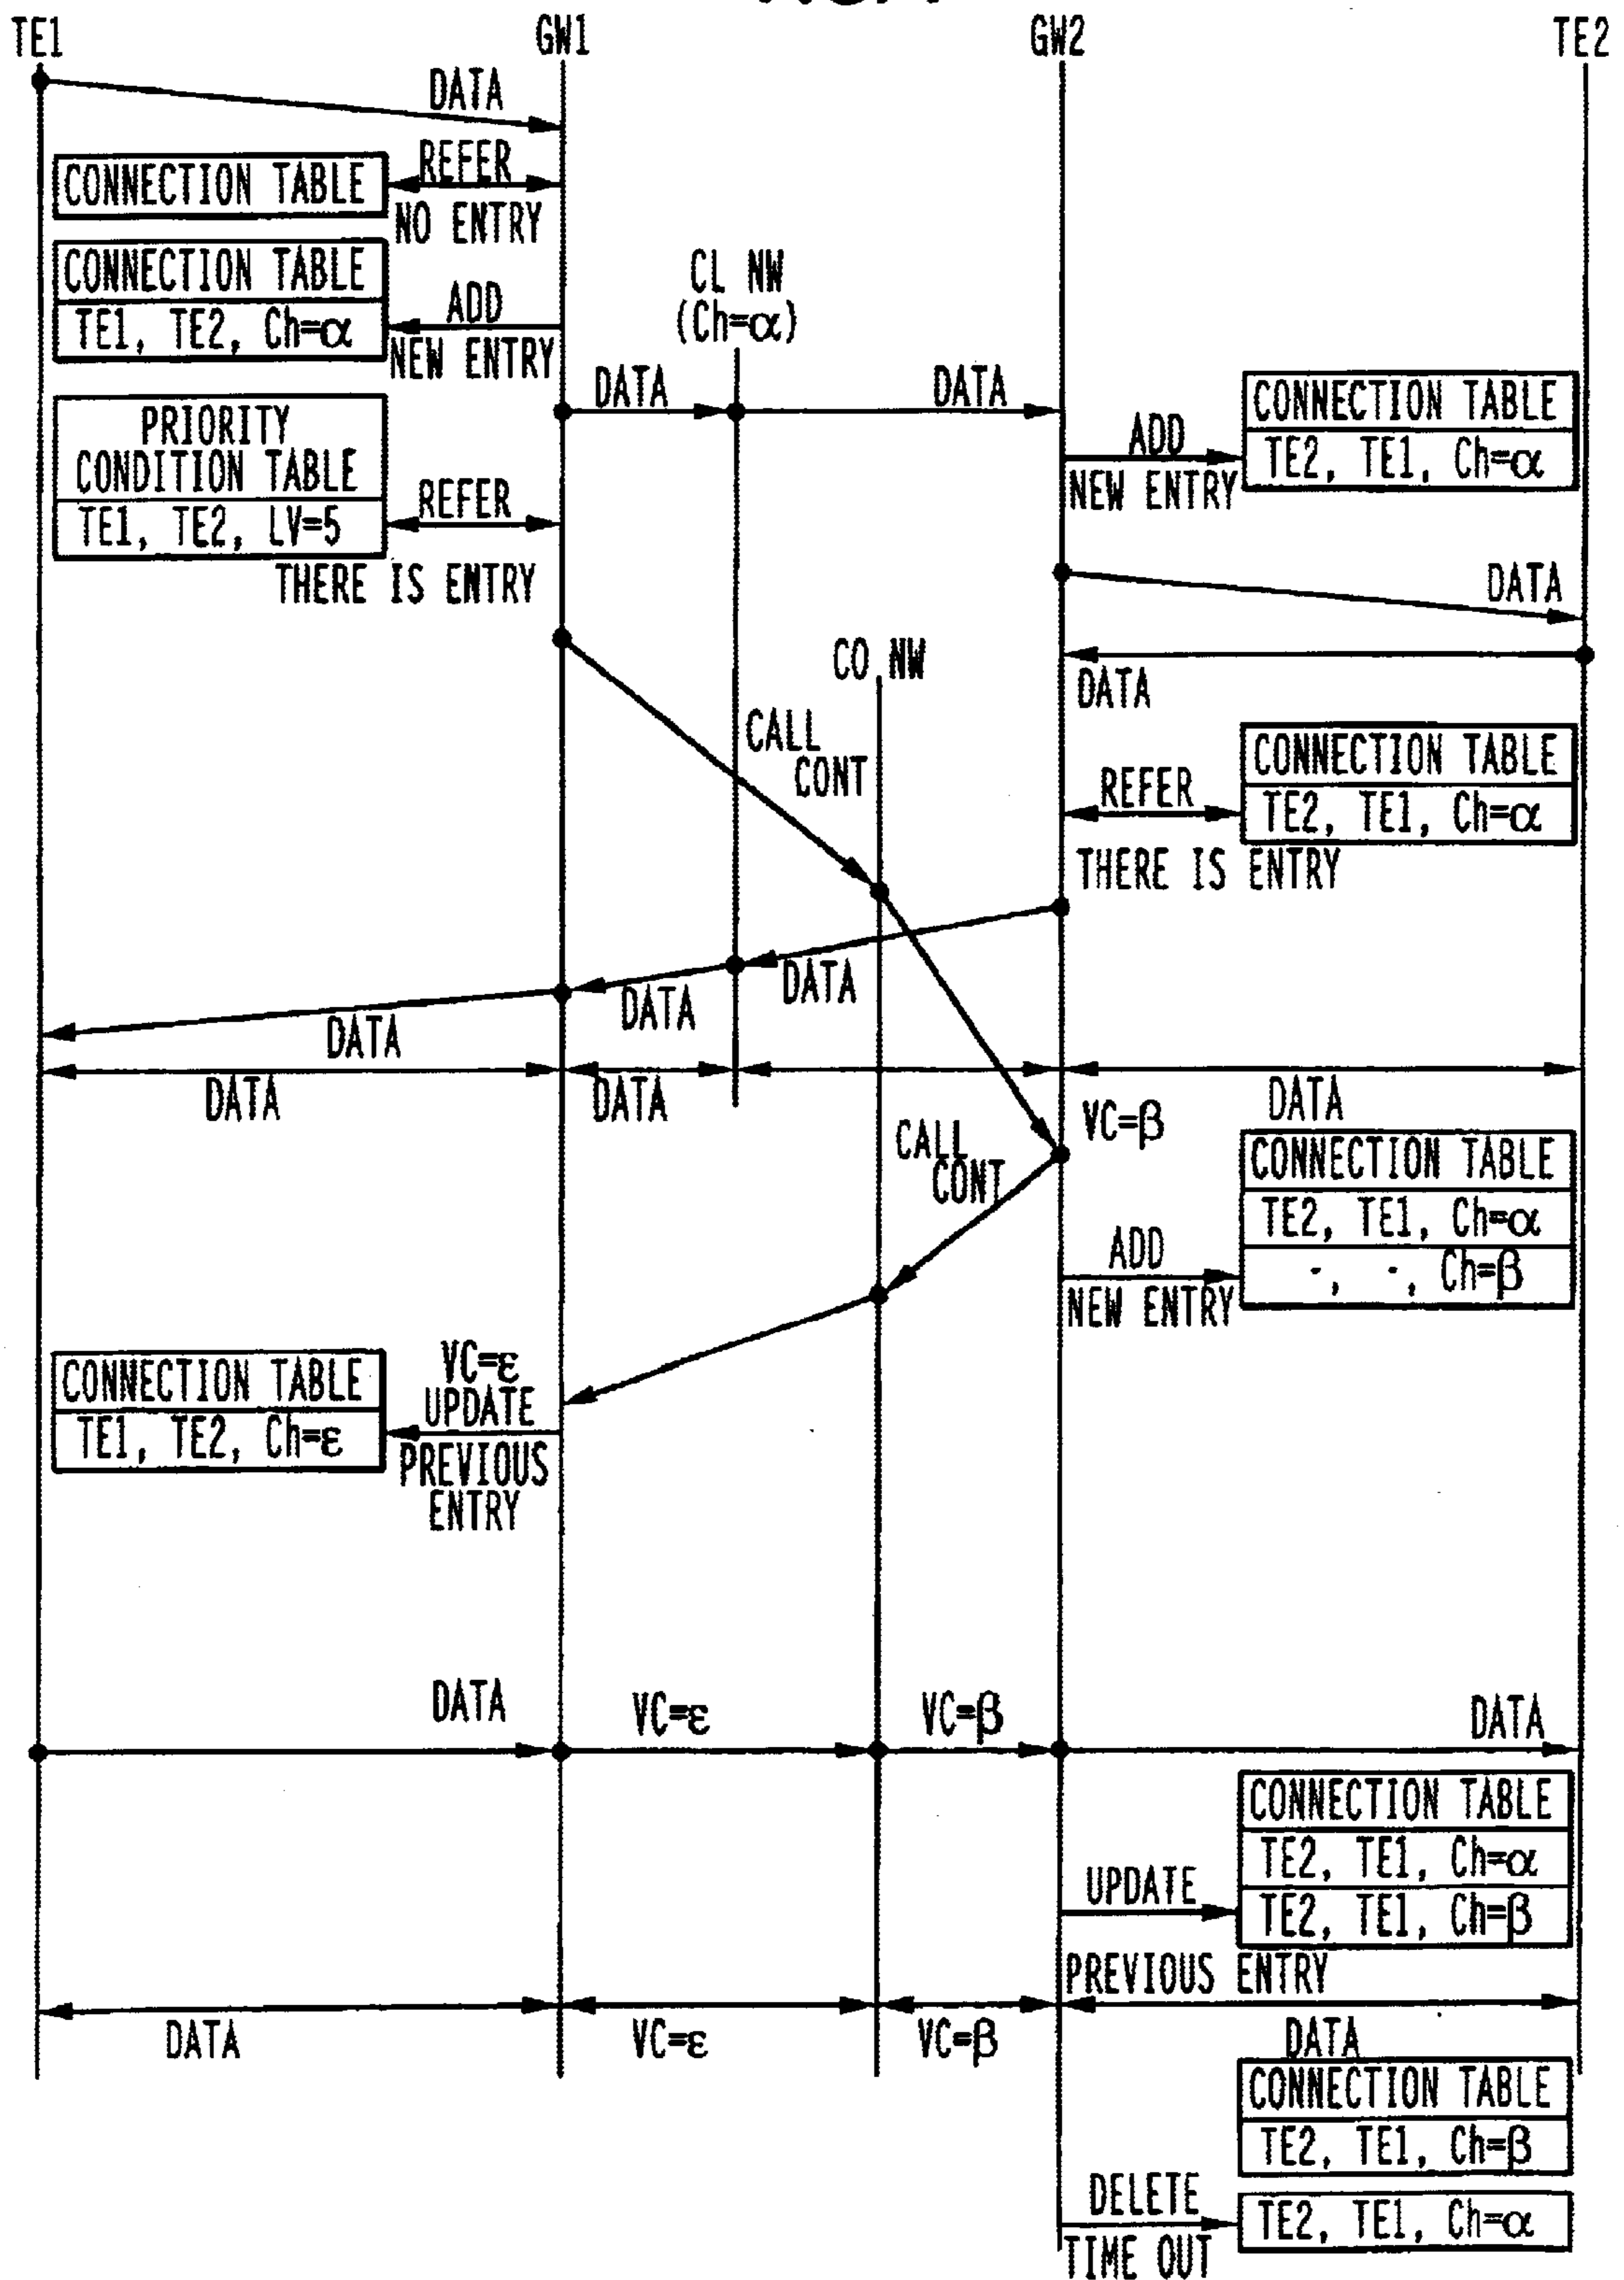 TE1
GW1
GW2
TE2
DATA
CONNECTION TABLE
REFER
NO ENTRY
CONNECTION TABLE
TE1, TE2, Ch=α
ADD
NEW ENTRY
CL NW
(Ch=α)
DATA
DATA
CONNECTION TABLE
TE2, TE1, Ch=α
ADD
NEW ENTRY
PRIORITY
CONDITION TABLE
TE1, TE2, LV=5
REFER
THERE IS ENTRY
DATA
DATA
CO NW
CALL
CONT
CONNECTION TABLE
TE2, TE1, Ch=α
REFER
THERE IS ENTRY
DATA
DATA
DATA
DATA
DATA
DATA
VC=β
CALL
CONT
CONNECTION TABLE
TE2, TE1, Ch=α
-, -, Ch=β
ADD
NEW ENTRY
CONNECTION TABLE
TE1, TE2, Ch=ε
VC=ε
UPDATE
PREVIOUS
ENTRY
DATA
VC=ε
VC=β
DATA
CONNECTION TABLE
TE2, TE1, Ch=α
TE2, TE1, Ch=β
UPDATE
PREVIOUS ENTRY
DATA
VC=ε
VC=β
DATA
CONNECTION TABLE
TE2, TE1, Ch=β
DELETE
TIME OUT
TE2, TE1, Ch=α